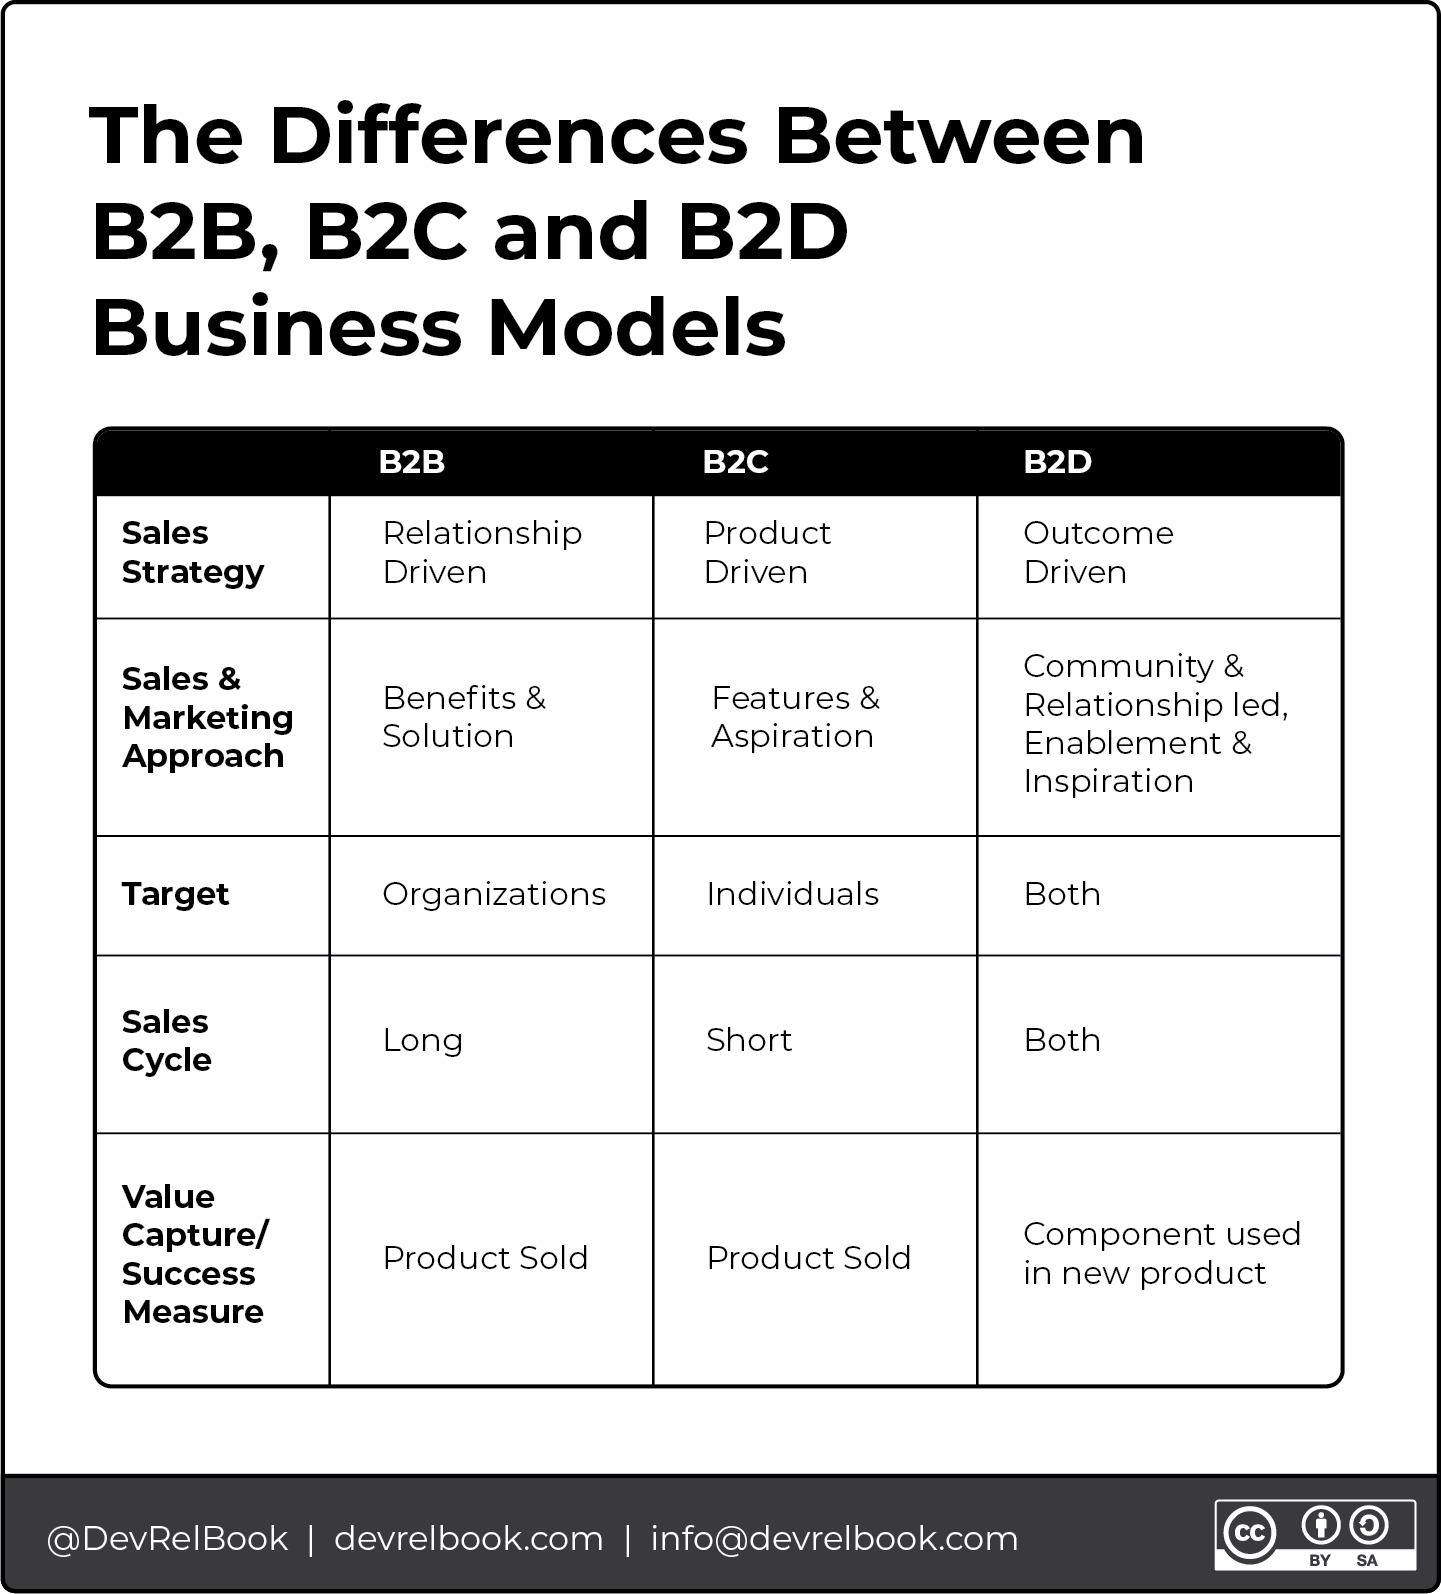 The Differences Between
B2B, B2C and B2D
Business Models
B2B
B2C
B2D
Sales
Strategy
Relationship
Driven
Product
Driven
Outcome
Driven
Sales &
Marketing
Approach
Benefits &
Solution
Features &
Aspiration
Community &
Relationship led,
Enablement &
Inspiration
Target
Organizations
Individuals
Both
Sales
Cycle
Long
Short
Both
Value
Capture/
Success
Measure
Product Sold
Product Sold
Component used
in new product
@DevRelBook | devrelbook.com | info@devrelbook.com
cc
BY SA